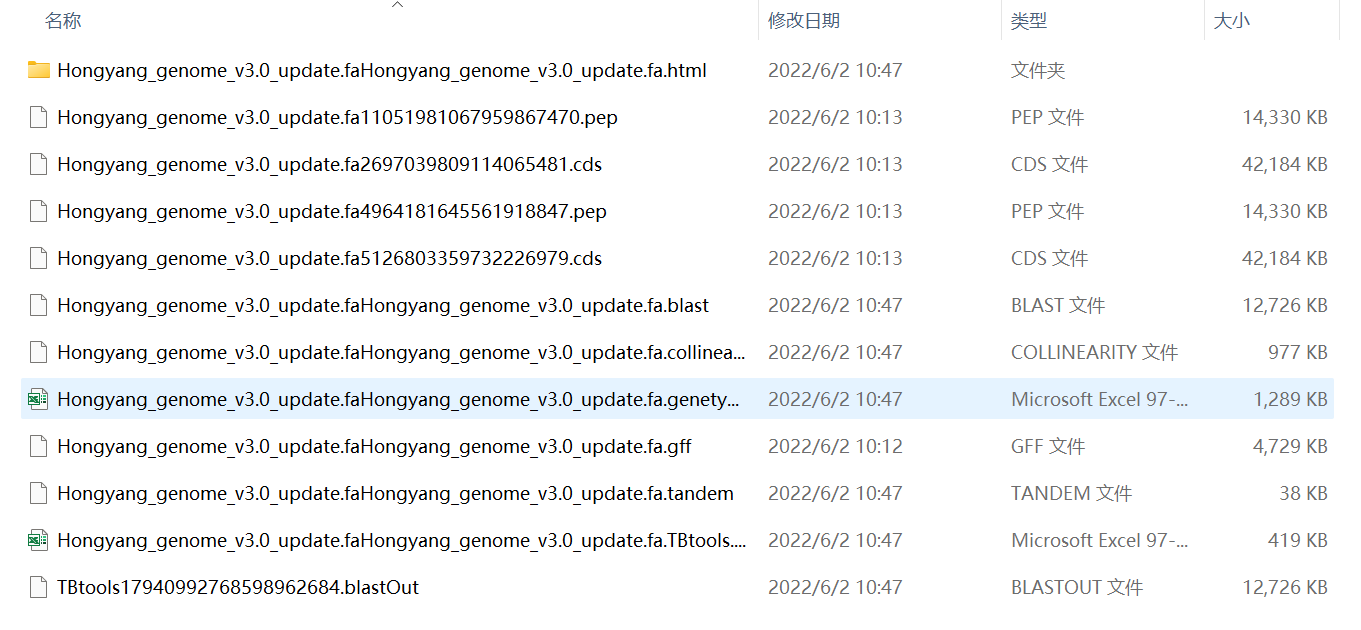 名称 修改日期 类型 大小
Hongyang_genome_v3.0_update.faHongyang_genome_v3.0_update.fa.html 2022/6/2 10:47 文件夹
Hongyang_genome_v3.0_update.fa11051981067959867470.pep 2022/6/2 10:13 PEP 文件 14,330 KB
Hongyang_genome_v3.0_update.fa2697039809114065481.cds 2022/6/2 10:13 CDS 文件 42,184 KB
Hongyang_genome_v3.0_update.fa4964181645561918847.pep 2022/6/2 10:13 PEP 文件 14,330 KB
Hongyang_genome_v3.0_update.fa5126803359732226979.cds 2022/6/2 10:13 CDS 文件 42,184 KB
Hongyang_genome_v3.0_update.faHongyang_genome_v3.0_update.fa.blast 2022/6/2 10:47 BLAST 文件 12,726 KB
Hongyang_genome_v3.0_update.faHongyang_genome_v3.0_update.fa.collinea... 2022/6/2 10:47 COLLINEARITY 文件 977 KB
Hongyang_genome_v3.0_update.faHongyang_genome_v3.0_update.fa.genety... 2022/6/2 10:47 Microsoft Excel 97-... 1,289 KB
Hongyang_genome_v3.0_update.faHongyang_genome_v3.0_update.fa.gff 2022/6/2 10:12 GFF 文件 4,729 KB
Hongyang_genome_v3.0_update.faHongyang_genome_v3.0_update.fa.tandem 2022/6/2 10:47 TANDEM 文件 38 KB
Hongyang_genome_v3.0_update.faHongyang_genome_v3.0_update.fa.TBtools.... 2022/6/2 10:47 Microsoft Excel 97-... 419 KB
TBtools17940992768598962684.blastOut 2022/6/2 10:47 BLASTOUT 文件 12,726 KB